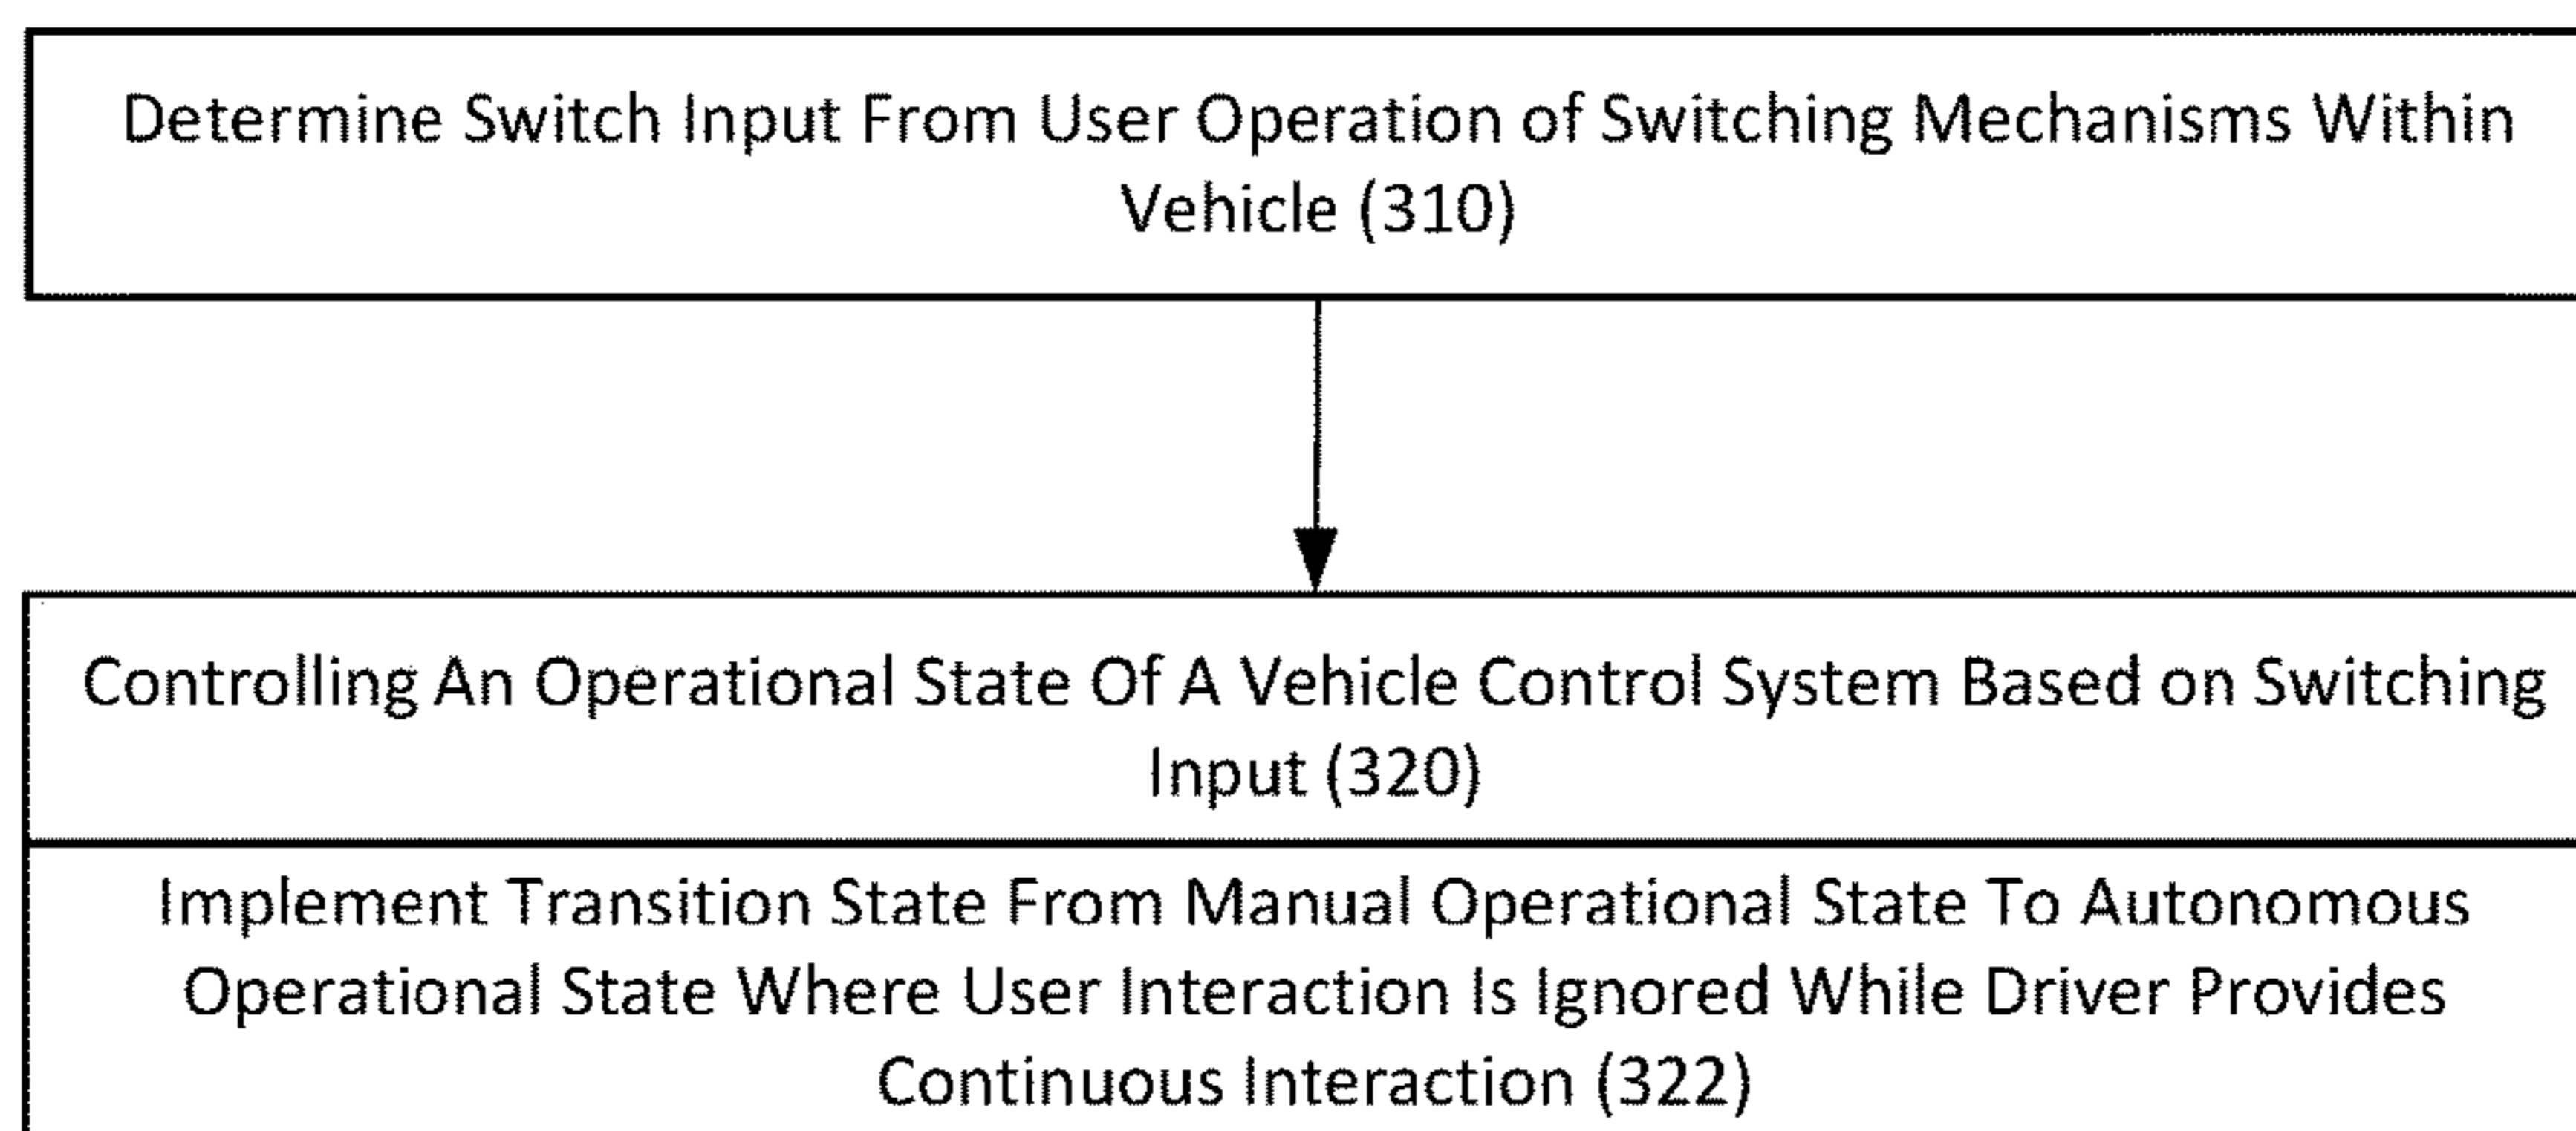 Determine Switch Input From User Operation of Switching Mechanisms Within
Vehicle (310)
Controlling An Operational State Of A Vehicle Control System Based on Switching
Input (320)
Implement Transition State From Manual Operational State To Autonomous
Operational State Where User Interaction Is Ignored While Driver Provides
Continuous Interaction (322)